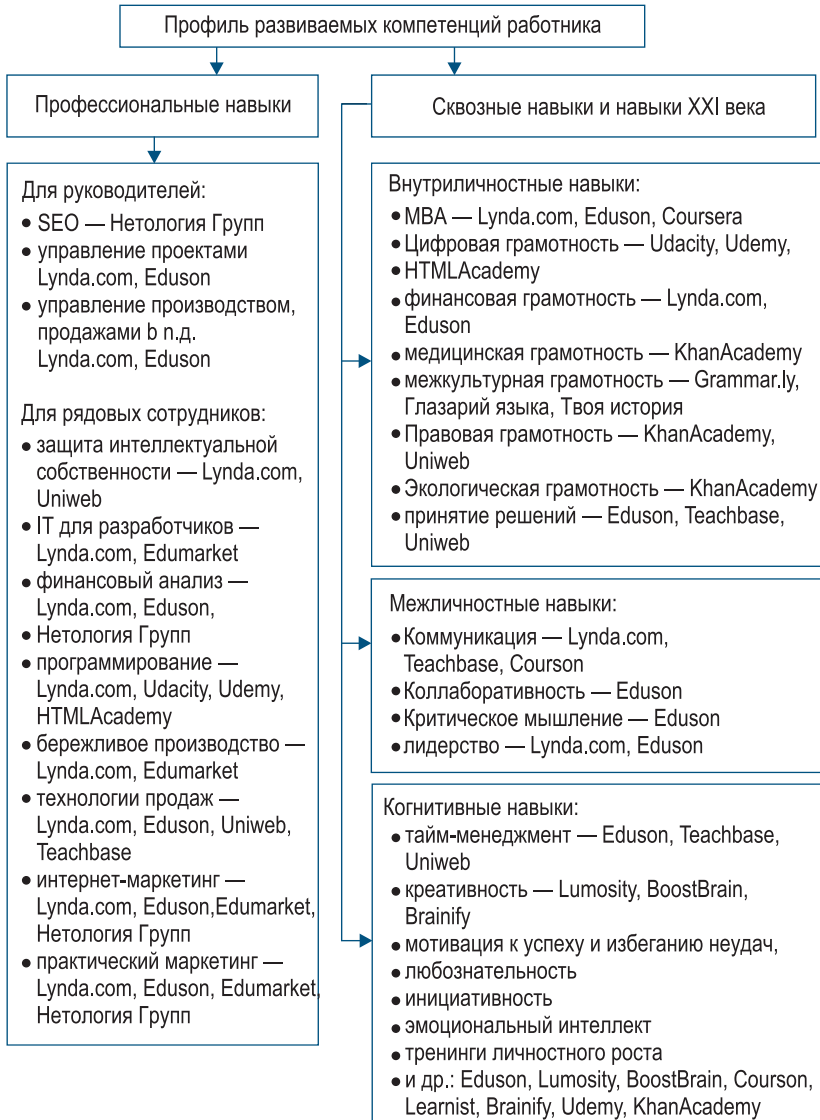 Профиль развиваемых компетенций работника
Профессиональные навыки
Сквозные навыки и навыки XXI века
Для руководителей:
• SEO — Нетология Групп
• управление проектами
Lynda.com, Eduson
• управление производством,
продажами b n.д.
Lynda.com, Eduson
Для рядовых сотрудников:
• защита интеллектуальной
собственности — Lynda.com,
Uniweb
• IT для разработчиков —
Lynda.com, Edumarket
• финансовый анализ —
Lynda.com, Eduson,
• Нетология Групп
• программирование —
Lynda.com, Udacity, Udemy,
HTMLAcademy
• бережливое производство —
Lynda.com, Edumarket
• технологии продаж —
Lynda.com, Eduson, Uniweb,
Teachbase
• интернет-маркетинг —
Lynda.com, Eduson,Edumarket,
Нетология Групп
• практический маркетинг —
Lynda.com, Eduson, Edumarket,
Нетология Групп
Внутриличностные навыки:
• MBA — Lynda.com, Eduson, Coursera
• Цифровая грамотность — Udacity, Udemy,
• HTMLAcademy
• финансовая грамотность — Lynda.com,
Eduson
• медицинская грамотность — KhanAcademy
• межкультурная грамотность — Grammar.ly,
Глазарий языка, Твоя история
• Правовая грамотность — KhanAcademy,
Uniweb
• Экологическая грамотность — KhanAcademy
• принятие решений — Eduson, Teachbase,
Uniweb
Межличностные навыки:
• Коммуникация — Lynda.com,
Teachbase, Courson
• Коллаборативность — Eduson
• Критическое мышление — Eduson
• лидерство — Lynda.com, Eduson
Когнитивные навыки:
• тайм-менеджмент — Eduson, Teachbase,
Uniweb
• креативность — Lumosity, BoostBrain,
Brainify
• мотивация к успеху и избеганию неудач,
• любознательность
• инициативность
• эмоциональный интеллект
• тренинги личностного роста
• и др.: Eduson, Lumosity, BoostBrain, Courson,
Learnist, Brainify, Udemy, KhanAcademy